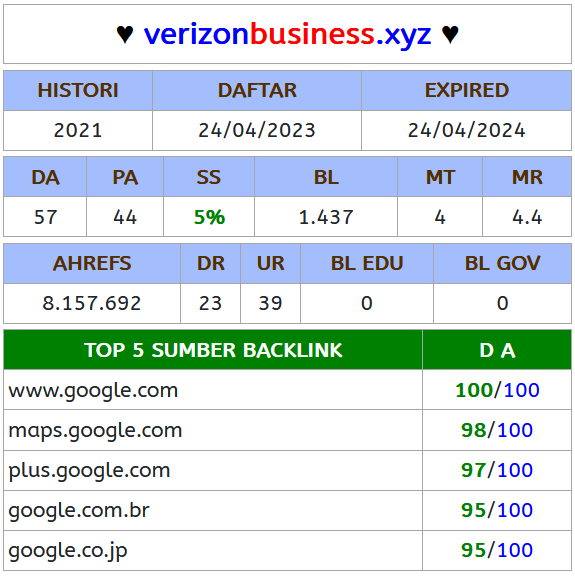 ♥ verizonbusiness.xyz ♥
HISTORI DAFTAR EXPIRED
2021 24/04/2023 24/04/2024
DA PA SS BL MT MR
57 44 5% 1.437 4 4.4
AHREFS DR UR BL EDU BL GOV
8.157.692 23 39 0 0
TOP 5 SUMBER BACKLINK D A
www.google.com 100/100
maps.google.com 98/100
plus.google.com 97/100
google.com.br 95/100
google.co.jp 95/100